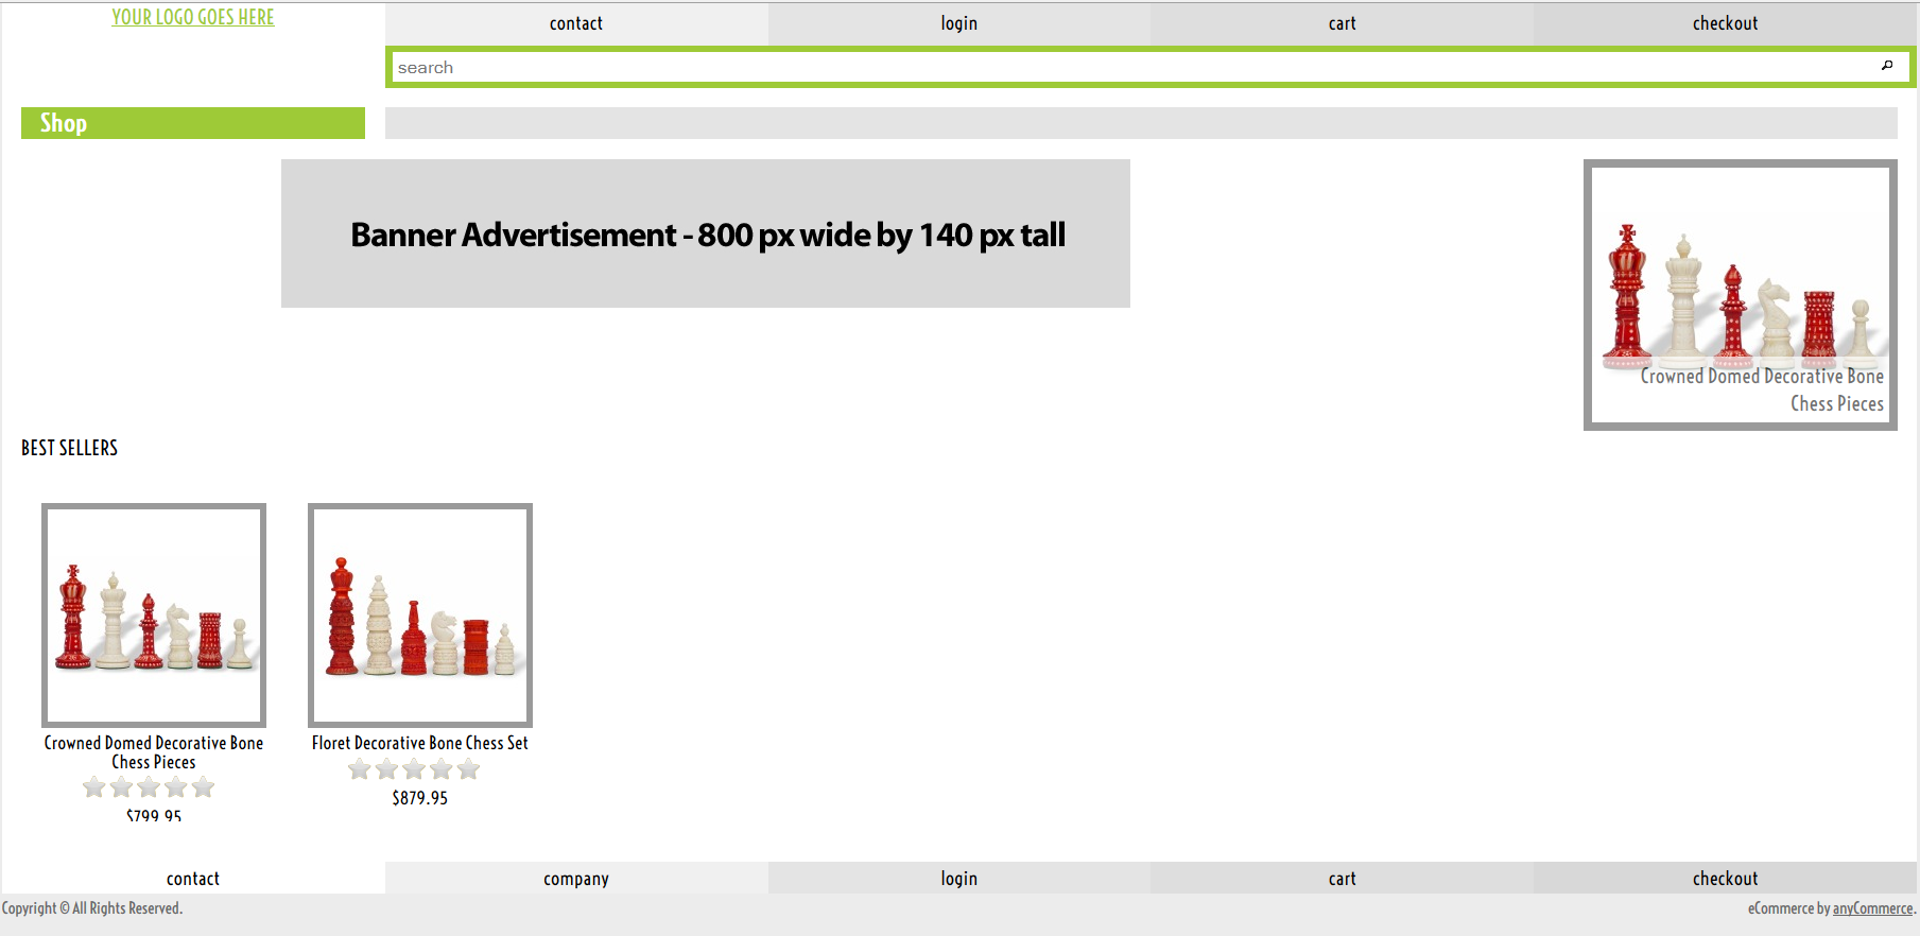 YOUR LOGO GOES HERE
contact
login
cart
checkout
search
Shop
Banner Advertisement - 800 px wide by 140 px tall
Crowned Domed Decorative Bone
Chess Pieces
BEST SELLERS
Crowned Domed Decorative Bone
Chess Pieces
$799.95
Floret Decorative Bone Chess Set
$879.95
contact
company
login
cart
checkout
Copyright © All Rights Reserved.
eCommerce by anyCommerce.